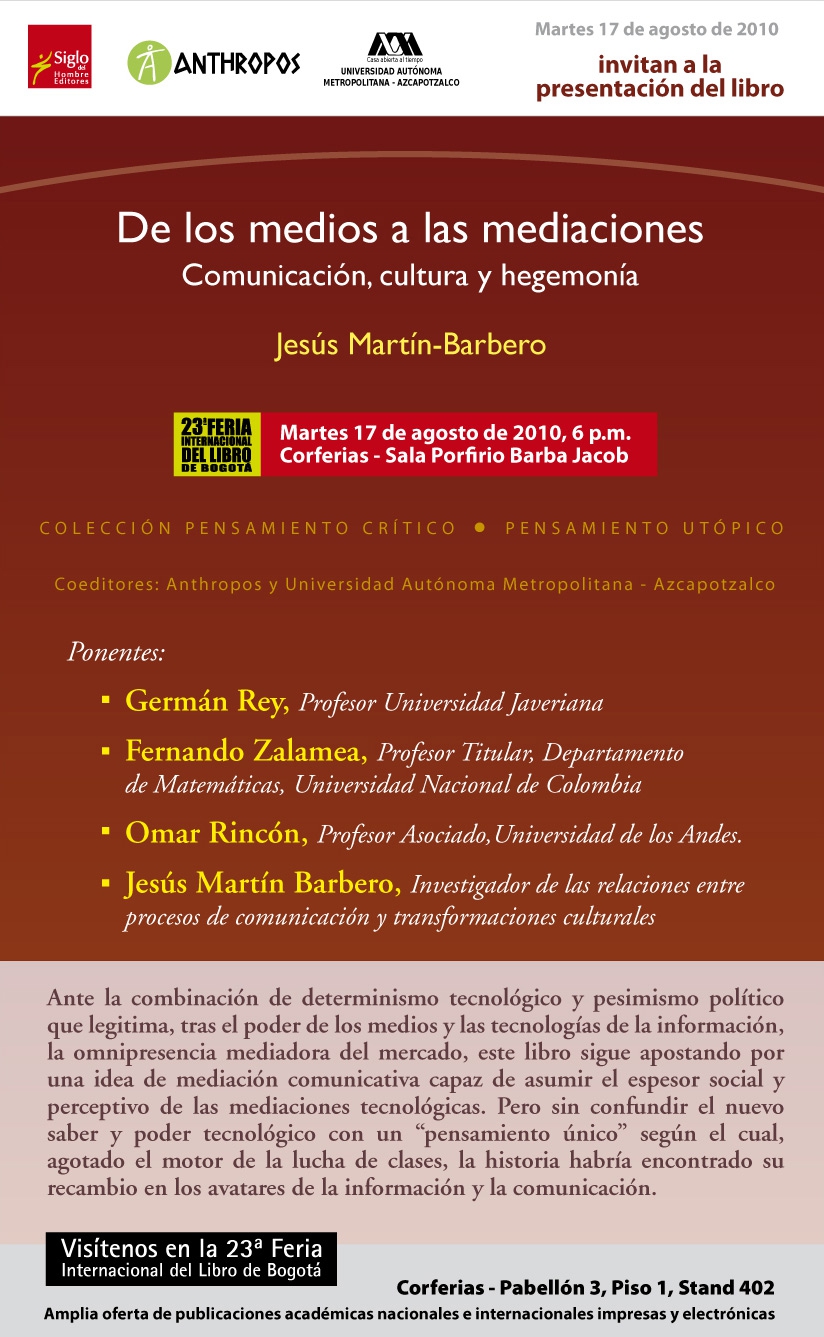 Siglo
del
Hombre
Editores
ANTHROPOS
Casa abierta al tiempo
UNIVERSIDAD AUTÓNOMA
METROPOLITANA - AZCAPOTZALCO
Martes 17 de agosto de 2010
invitan a la
presentación del libro
De los medios a las mediaciones
Comunicación, cultura y hegemonía
Jesús Martín-Barbero
23ª FERIA
INTERNACIONAL
DEL LIBRO
DE BOGOTÁ
Martes 17 de agosto de 2010, 6 p.m.
Corferias - Sala Porfirio Barba Jacob
COLECCIÓN PENSAMIENTO CRÍTICO ● PENSAMIENTO UTÓPICO
Coeditores: Anthropos y Universidad Autónoma Metropolitana - Azcapotzalco
Ponentes:
▪ Germán Rey, Profesor Universidad Javeriana
▪ Fernando Zalamea, Profesor Titular, Departamento
de Matemáticas, Universidad Nacional de Colombia
▪ Omar Rincón, Profesor Asociado, Universidad de los Andes.
▪ Jesús Martín Barbero, Investigador de las relaciones entre
procesos de comunicación y transformaciones culturales
Ante la combinación de determinismo tecnológico y pesimismo político
que legitima, tras el poder de los medios y las tecnologías de la información,
la omnipresencia mediadora del mercado, este libro sigue apostando por
una idea de mediación comunicativa capaz de asumir el espesor social y
perceptivo de las mediaciones tecnológicas. Pero sin confundir el nuevo
saber y poder tecnológico con un “pensamiento único” según el cual,
agotado el motor de la lucha de clases, la historia habría encontrado su
recambio en los avatares de la información y la comunicación.
Visítenos en la 23ª Feria
Internacional del Libro de Bogotá
Corferias - Pabellón 3, Piso 1, Stand 402
Amplia oferta de publicaciones académicas nacionales e internacionales impresas y electrónicas